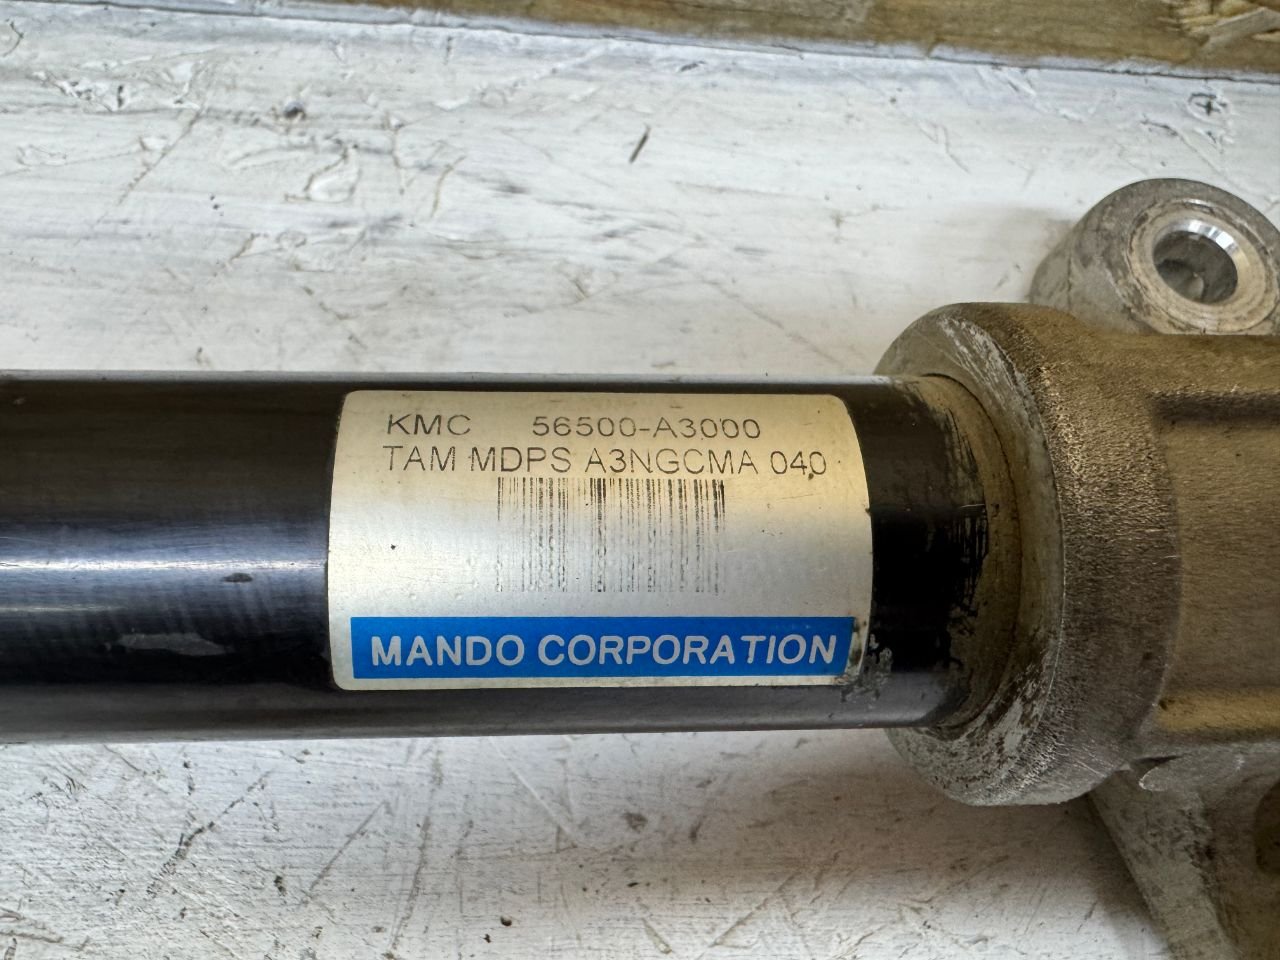 KMC 56500-A3000
TAM MDPS A3NGCMA 040
MANDO CORPORATION